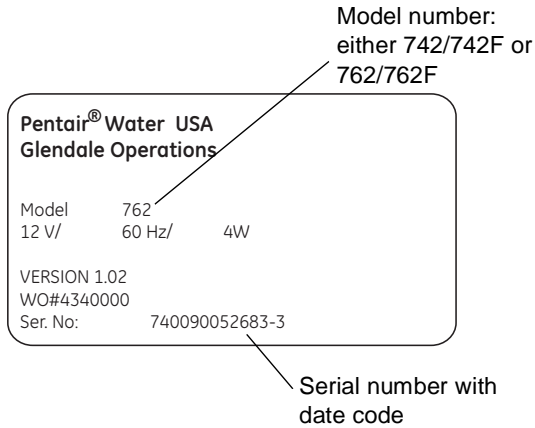 Model number:
either 742/742F or
762/762F
Pentair® Water USA
Glendale Operations
Model 762
12 V/ 60 Hz/ 4W
VERSION 1.02
WO#4340000
Ser. No: 740090052683-3
Serial number with
date code